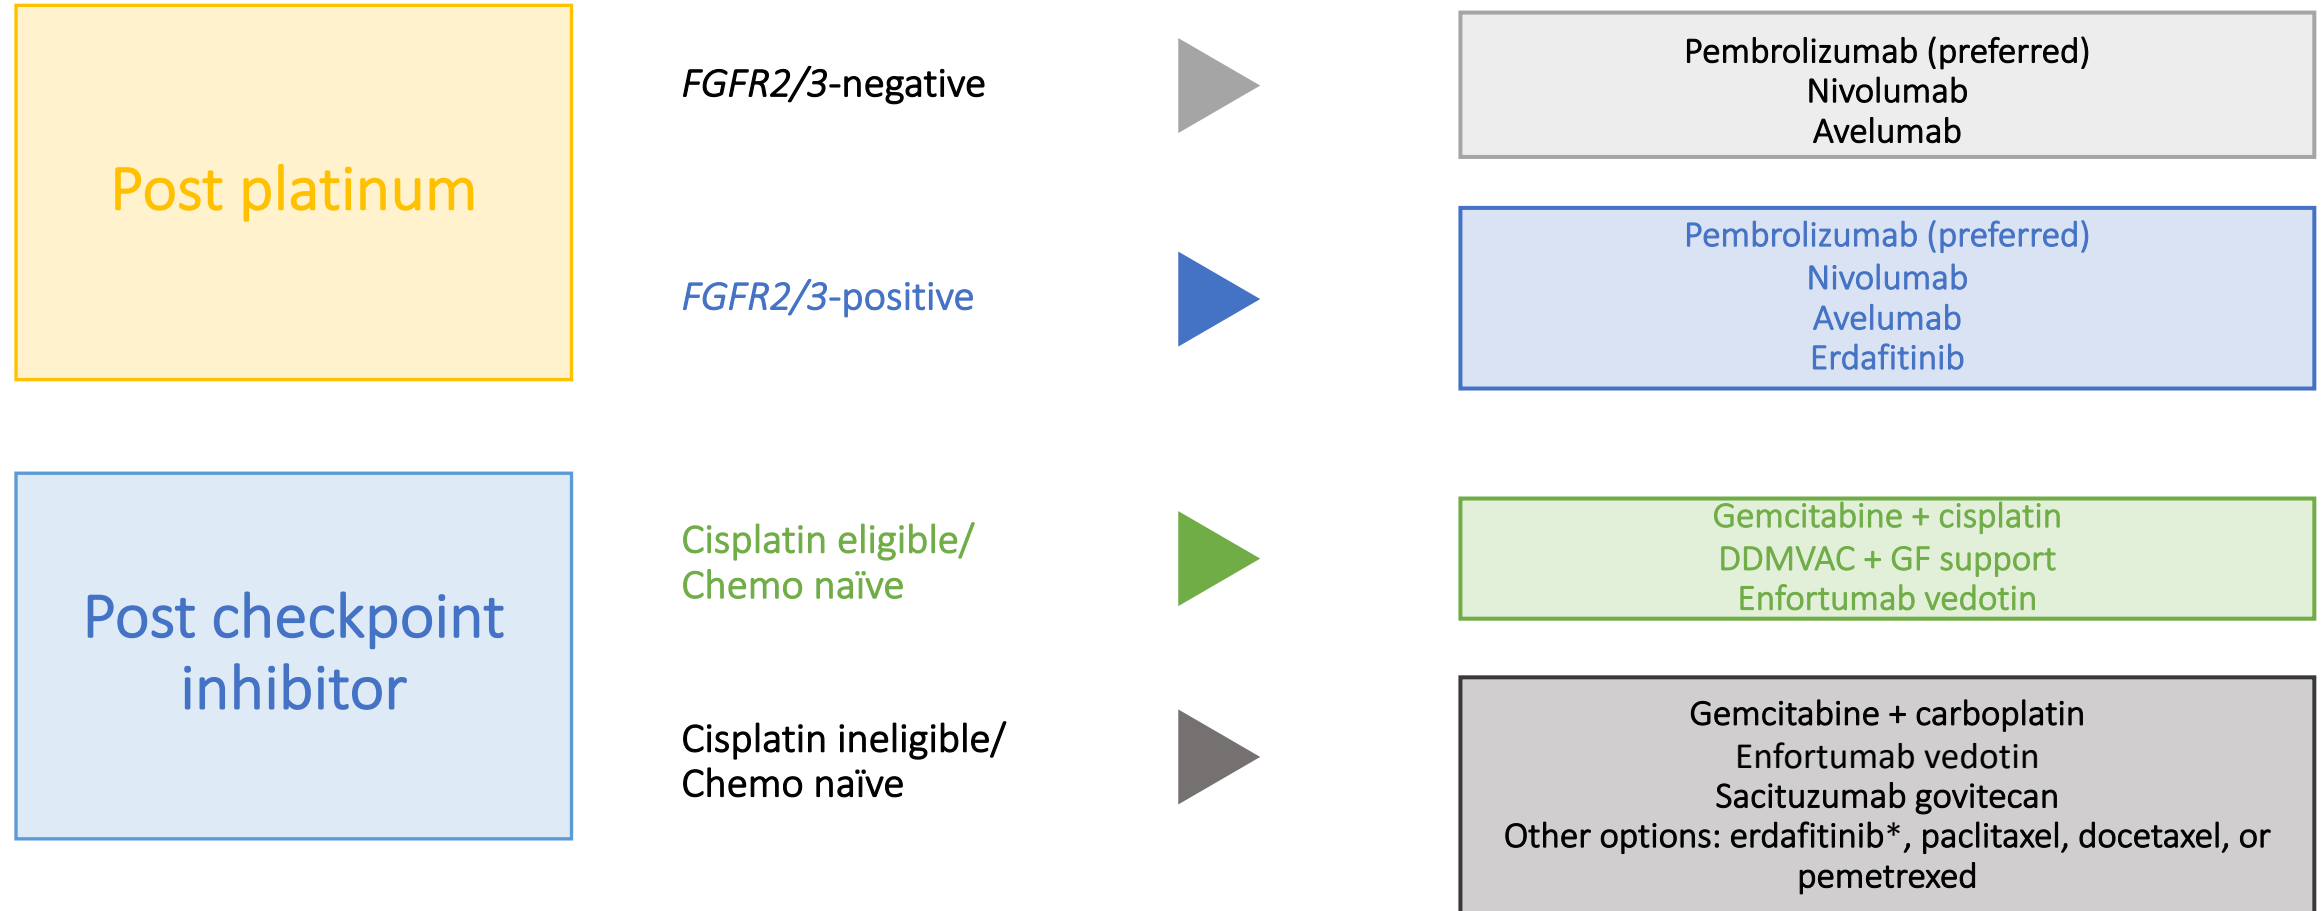 Post platinum
FGFR2/3-negative
Pembrolizumab (preferred)
Nivolumab
Avelumab
FGFR2/3-positive
Pembrolizumab (preferred)
Nivolumab
Avelumab
Erdafitinib
Post checkpoint
inhibitor
Cisplatin eligible/
Chemo naïve
Gemcitabine + cisplatin
DDMVAC + GF support
Enfortumab vedotin
Cisplatin ineligible/
Chemo naïve
Gemcitabine + carboplatin
Enfortumab vedotin
Sacituzumab govitecan
Other options: erdafitinib*, paclitaxel, docetaxel, or
pemetrexed